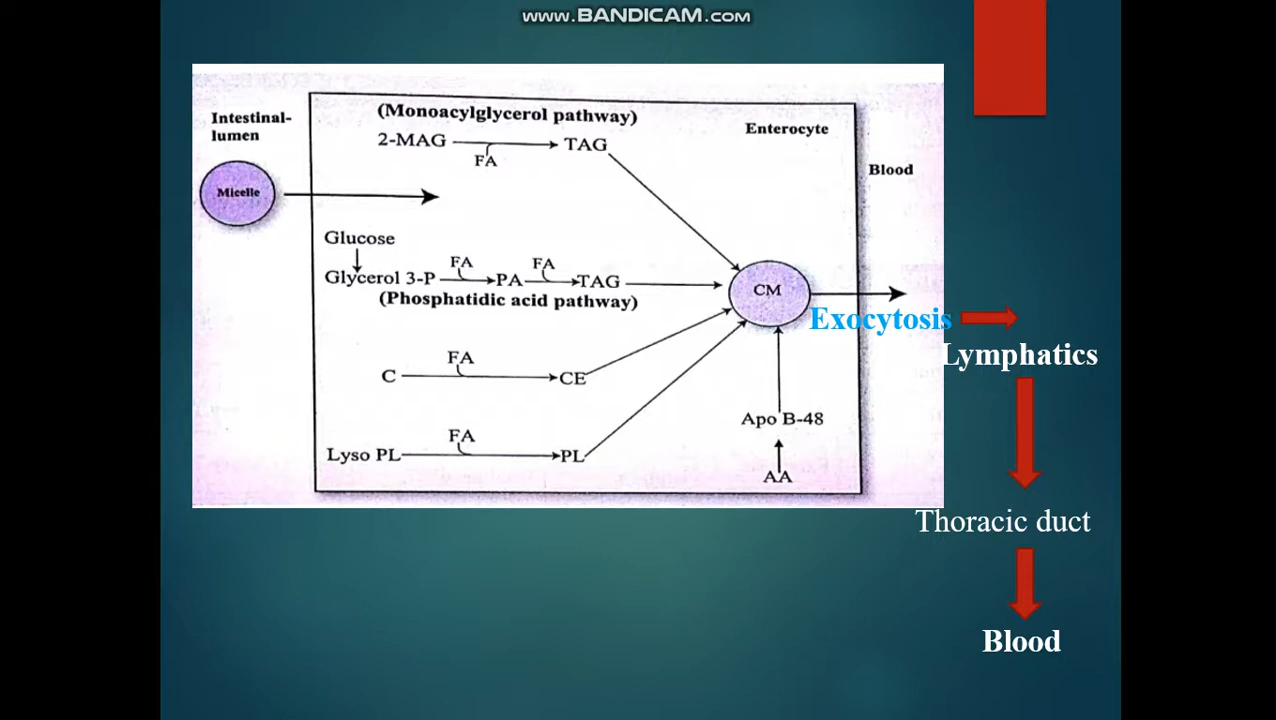 www.BANDICAM.com
(Monoacylglycerol pathway)
Intestinal-
lumen
2-MAG TAG
FA
Enterocyte
Blood
Micelle
Glucose
FA FA
Glycerol 3-P PA TAG
(Phosphatidic acid pathway)
CM
Exocytosis
Lymphatics
FA
C CE
Apo B-48
FA
Lyso PL PL
AA
Thoracic duct
Blood